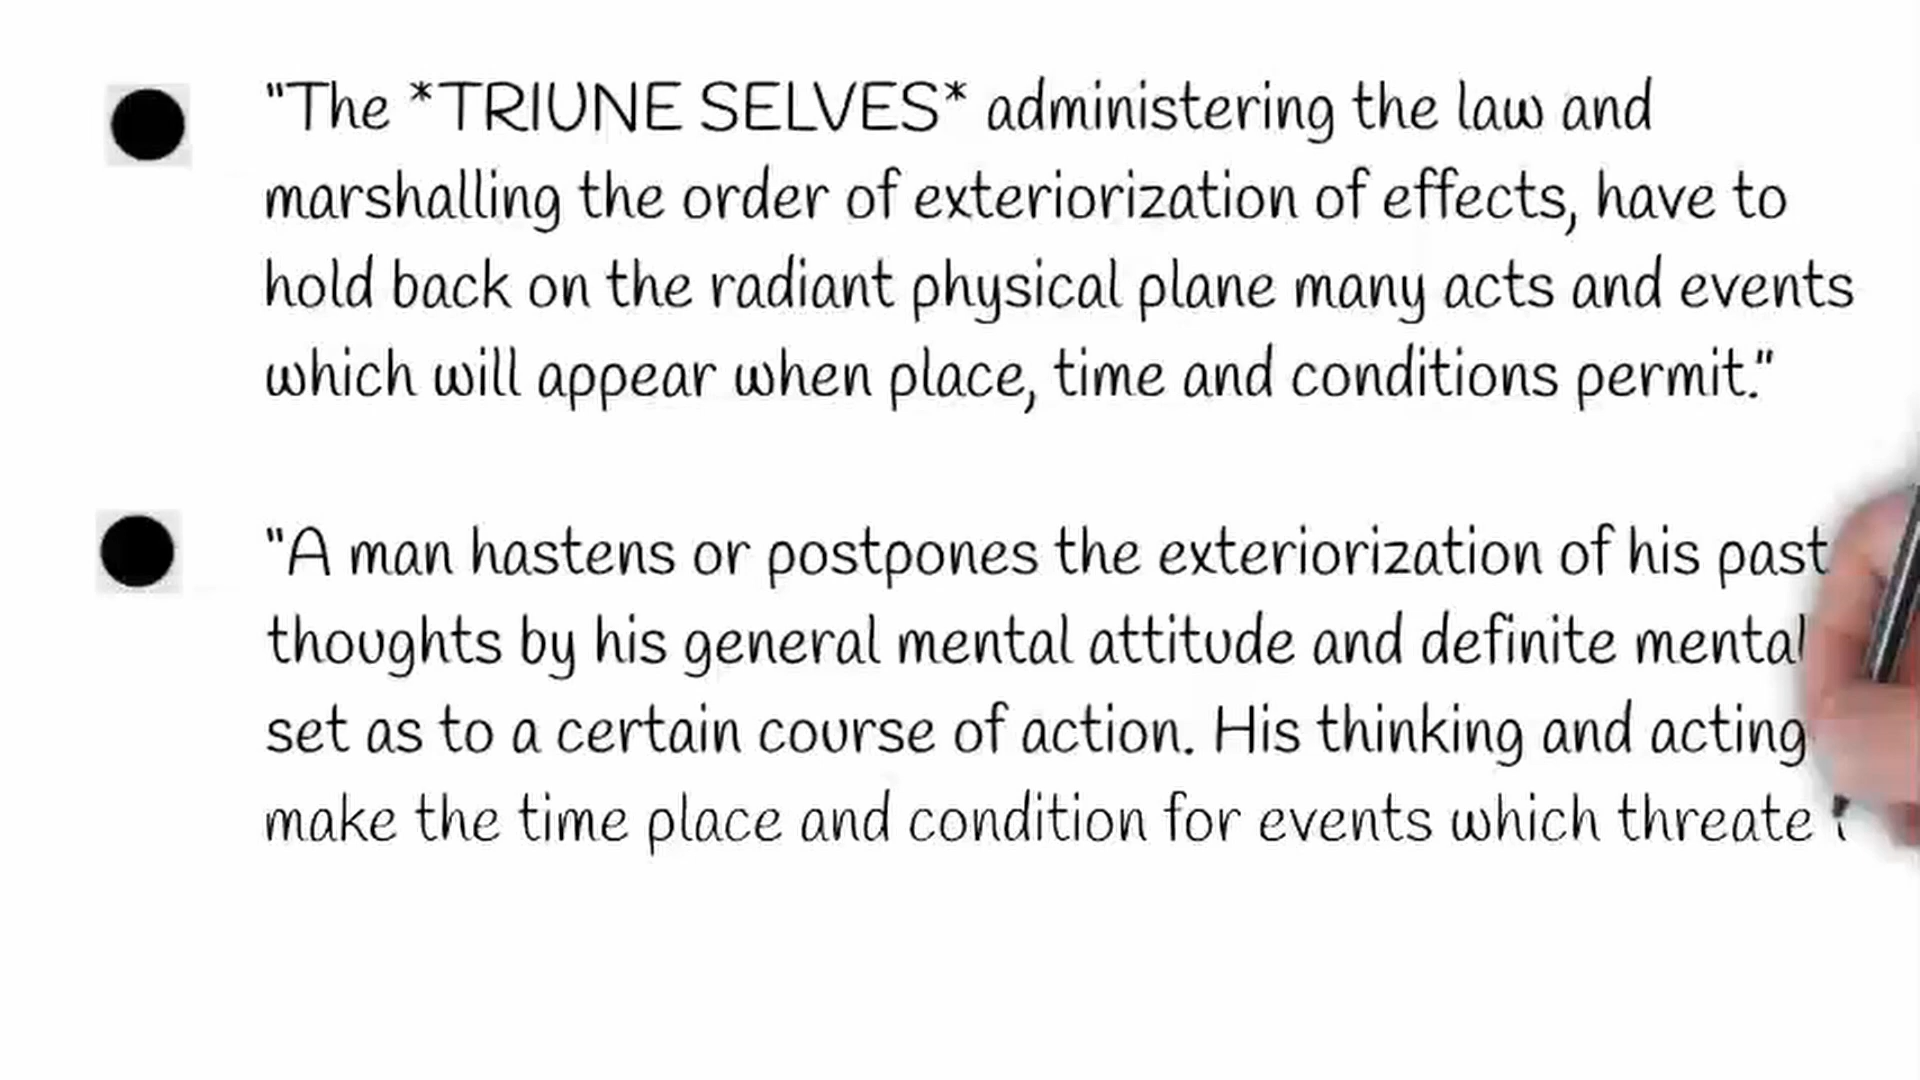 "The *TRIUNE SELVES* administering the law and
marshalling the order of exteriorization of effects, have to
hold back on the radiant physical plane many acts and events
which will appear when place, time and conditions permit."
"A man hastens or postpones the exteriorization of his past
thoughts by his general mental attitude and definite mental
set as to a certain course of action. His thinking and acting
make the time place and condition for events which threate